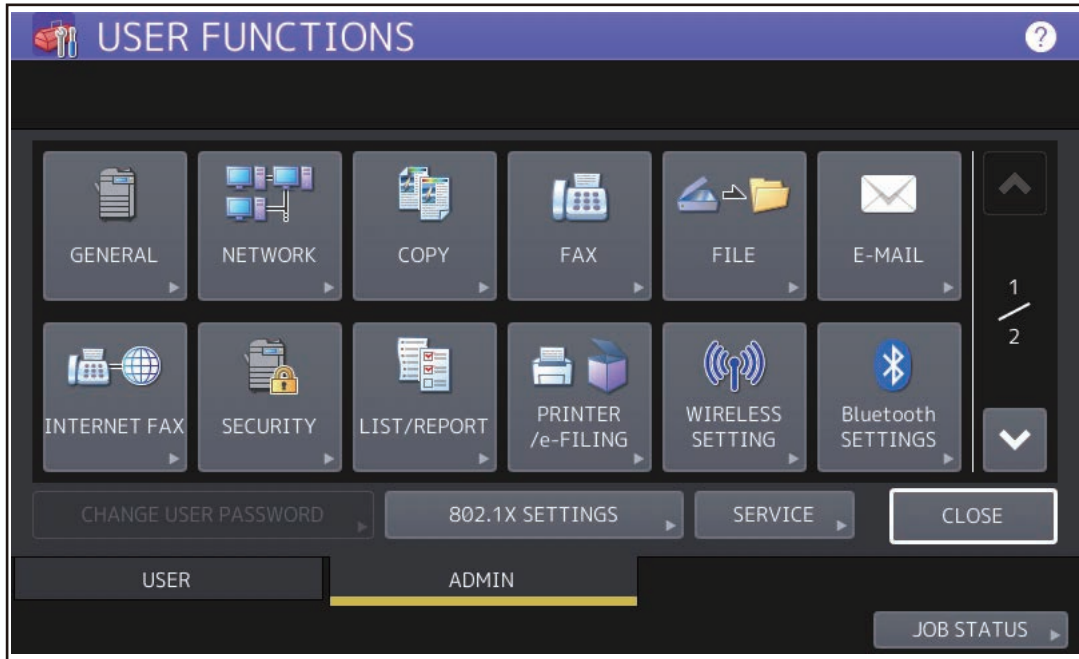 USER FUNCTIONS
?
GENERAL
NETWORK
COPY
FAX
FILE
E-MAIL
1
2
INTERNET FAX
SECURITY
LIST/REPORT
PRINTER
/e-FILING
WIRELESS
SETTING
Bluetooth
SETTINGS
CHANGE USER PASSWORD
802.1X SETTINGS
SERVICE
CLOSE
USER
ADMIN
JOB STATUS